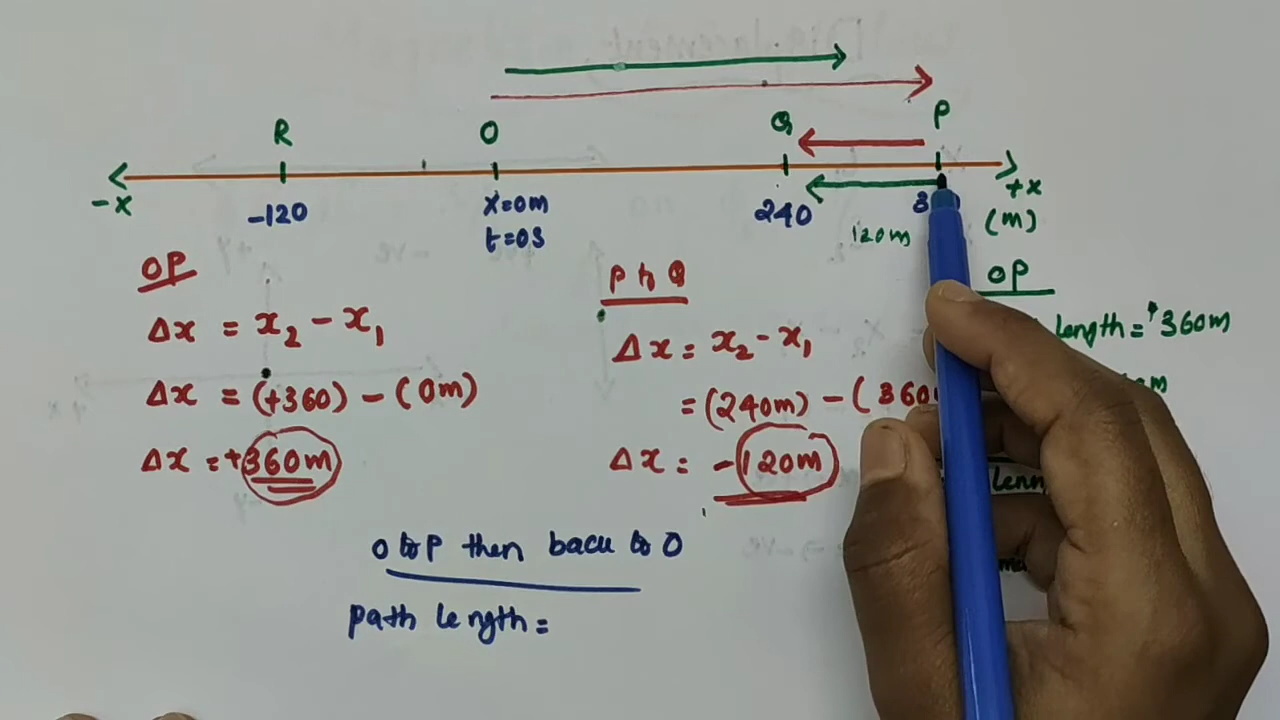 R O Q P
-x +x
-120 x=0m 240 (m)
t=0s 120m
OP
Δx = x₂ - x₁
Δx = (+360) - (0m)
Δx = +360m
P to Q
Δx = x₂ - x₁
= (240m) - (360
Δx = -120m
OP
length = +360m
O to P then back to O
path length =